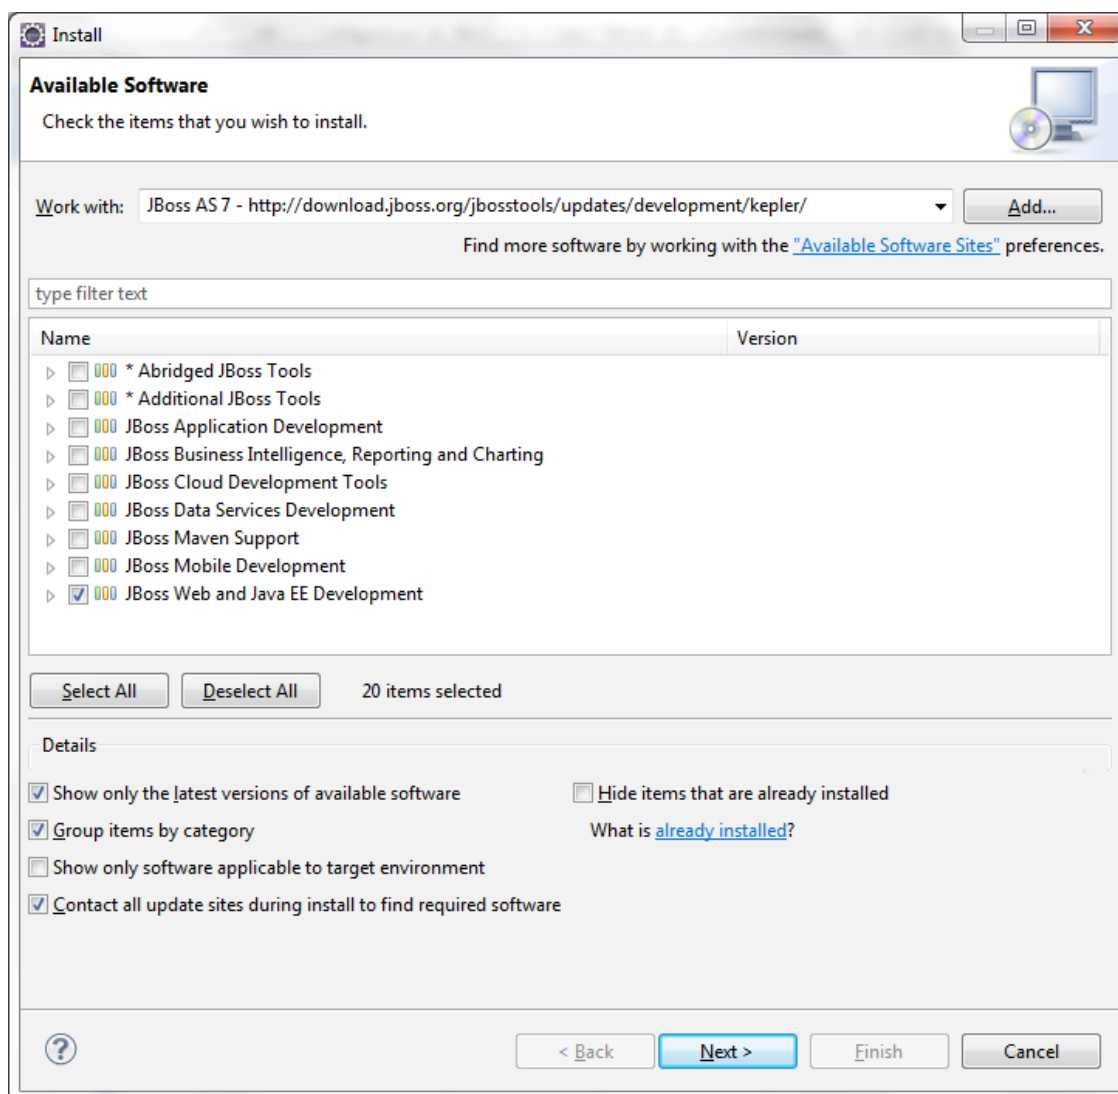 Install
Available Software
Check the items that you wish to install.
Work with: JBoss AS 7 - http://download.jboss.org/jbosstools/updates/development/kepler/ Add...
Find more software by working with the "Available Software Sites" preferences.
type filter text
Name Version
* Abridged JBoss Tools
* Additional JBoss Tools
JBoss Application Development
JBoss Business Intelligence, Reporting and Charting
JBoss Cloud Development Tools
JBoss Data Services Development
JBoss Maven Support
JBoss Mobile Development
JBoss Web and Java EE Development
Select All Deselect All 20 items selected
Details
Show only the latest versions of available software Hide items that are already installed
Group items by category What is already installed?
Show only software applicable to target environment
Contact all update sites during install to find required software
? < Back Next > Finish Cancel